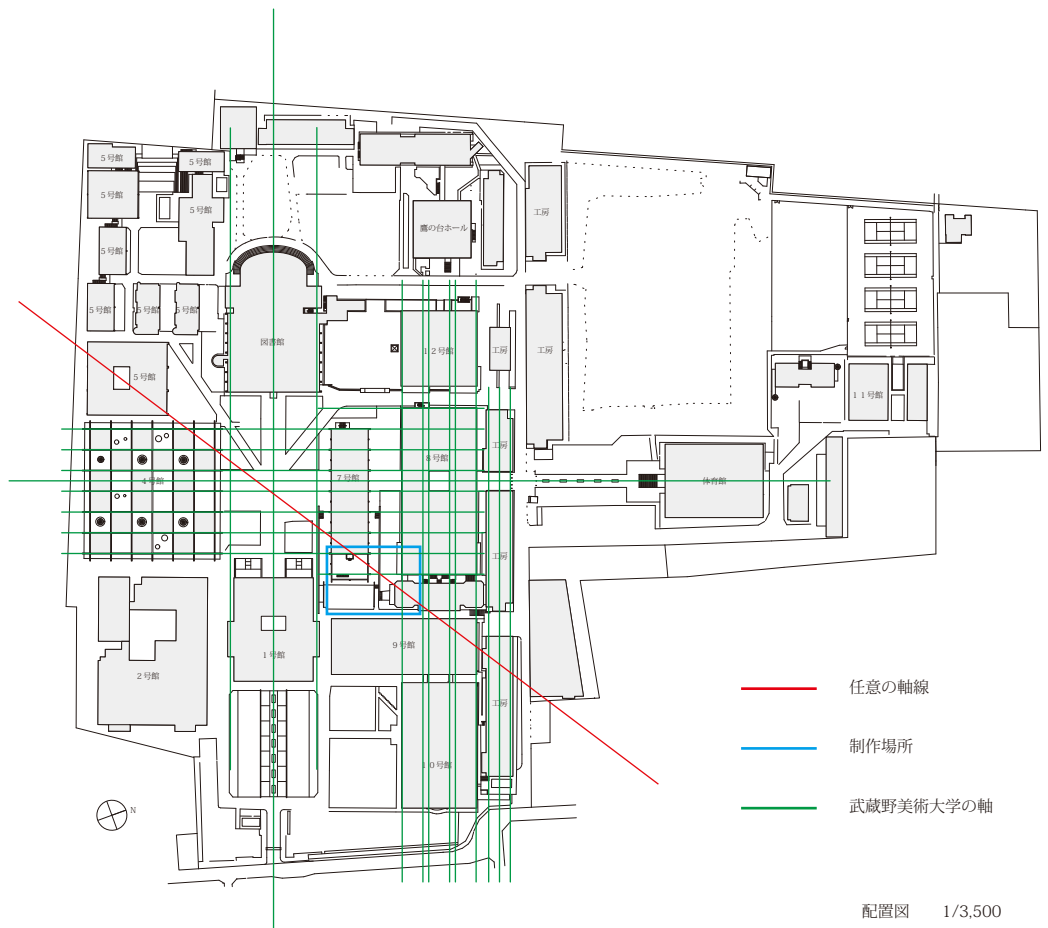 5号館
5号館
5号館
5号館
工房
鷹の台ホール
5号館
5号館
5号館
5号館
図書館
12号館
工房
工房
5号館
11号館
工房
8号館
7号館
4号館
体育館
工房
9号館
1号館
2号館
工房
10号館
N
任意の軸線
制作場所
武蔵野美術大学の軸
配置図 1/3,500